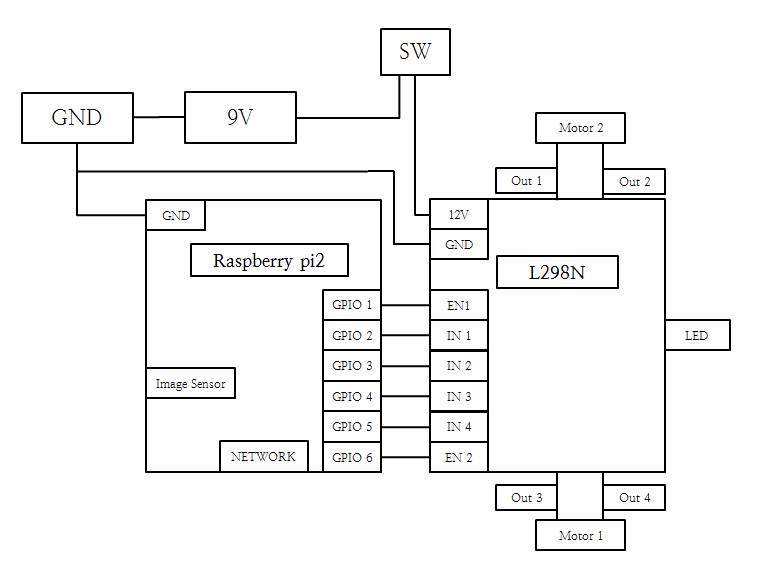 SW
GND
9V
Motor 2
Out 1
Out 2
GND
12V
GND
Raspberry pi2
L298N
GPIO 1
EN1
GPIO 2
IN 1
LED
GPIO 3
IN 2
Image Sensor
GPIO 4
IN 3
GPIO 5
IN 4
NETWORK
GPIO 6
EN 2
Out 3
Out 4
Motor 1